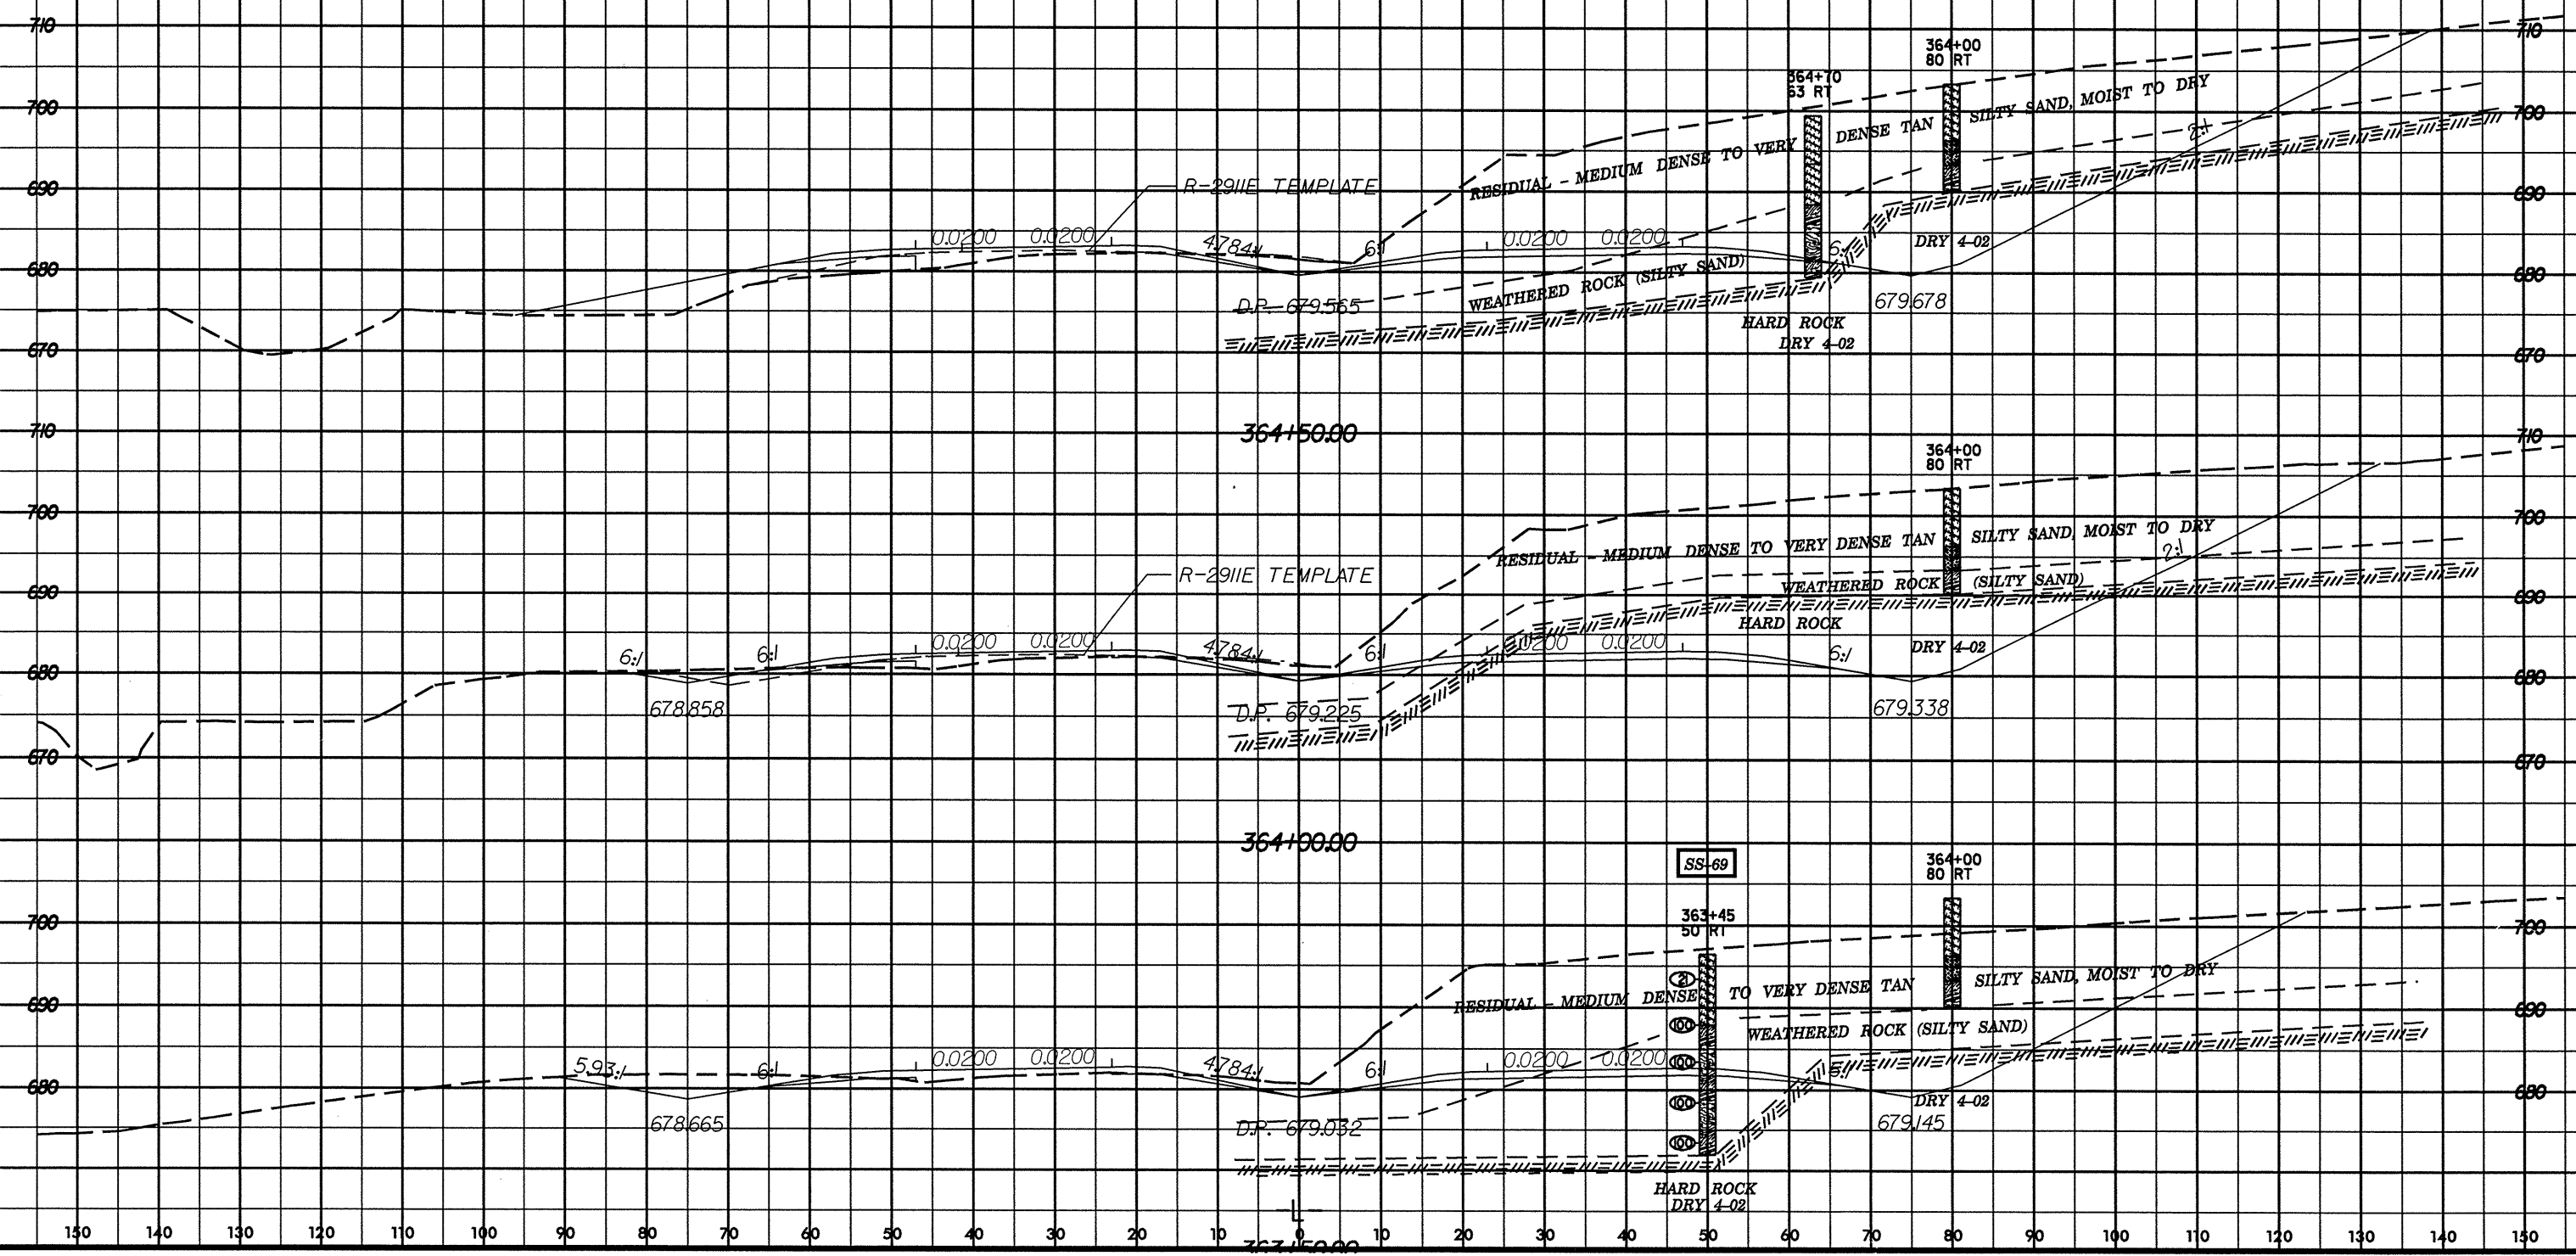 710 710
364+00
80 RT
364+70
63 RT
700 SILTY SAND, MOIST TO DRY 700
RESIDUAL - MEDIUM DENSE TO VERY DENSE TAN
2:1
690 R-2911E TEMPLATE 690
0.0200 0.0200 4.784:1 6:1 0.0200 0.0200 6:1 DRY 4-02
680 WEATHERED ROCK (SILTY SAND) 680
D.P. 679.565 679.678
HARD ROCK
DRY 4-02
670 670
710 364+50.00 710
364+00
80 RT
700 700
RESIDUAL - MEDIUM DENSE TO VERY DENSE TAN SILTY SAND, MOIST TO DRY
2:1
R-2911E TEMPLATE
690 WEATHERED ROCK (SILTY SAND) 690
HARD ROCK
6:1 6:1 0.0200 0.0200 4.784:1 6:1 0.0200 0.0200 6:1 DRY 4-02
680 680
678.858 D.P. 679.225 679.338
670 670
364+00.00
SS-69
364+00
80 RT
363+45
50 RT
700 700
21
RESIDUAL - MEDIUM DENSE TO VERY DENSE TAN SILTY SAND, MOIST TO DRY
690 690
100 WEATHERED ROCK (SILTY SAND)
5.93:1 6:1 0.0200 0.0200 4.784:1 6:1 0.0200 0.0200 100 6:1
680 680
100 DRY 4-02
678.665 D.P. 679.032 679.145
100
HARD ROCK
DRY 4-02
150 140 130 120 110 100 90 80 70 60 50 40 30 20 10 0 10 20 30 40 50 60 70 80 90 100 110 120 130 140 150
363+50.00